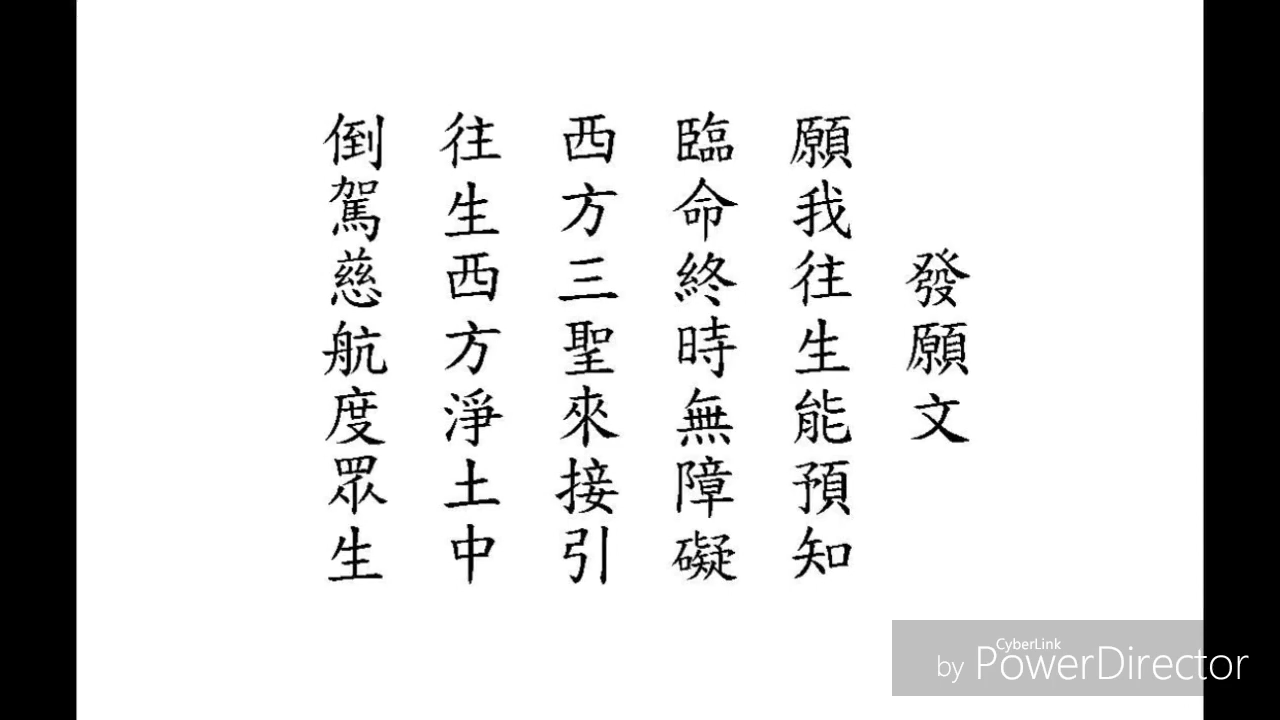 發願文
願我往生能預知
臨命終時無障礙
西方三聖來接引
往生西方淨土中
倒駕慈航度眾生
CyberLink
by PowerDirector